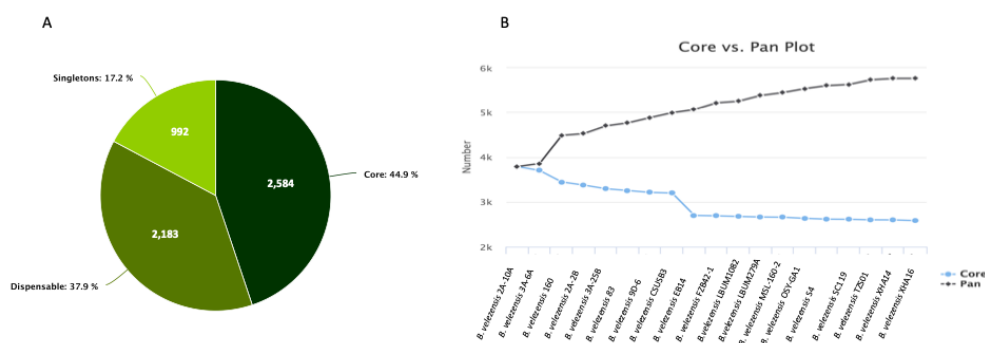 A
Singletons: 17.2 %
992
2,584
Core: 44.9 %
2,183
Dispensable: 37.9 %
B
Core vs. Pan Plot
6k
5k
4k
3k
2k
Number
B. velezensis 2A-10A
B. velezensis 3A-6A
B. velezensis 160
B. velezensis 2A-2B
B. velezensis 3A-25B
B. velezensis 83
B. velezensis 90-6
B. velezensis CSUSB3
B. velezensis EB14
B. velezensis FZB42-1
B.velezensis LBUM1082
B.velezensis LBUM279A
B. velezensis MSL-160-2
B. velezensis OSY-GA1
B. velezensis S4
B. velezensis SC119
B. velezensis TZS01
B. velezensis XHA14
B. velezensis XHA16
Core
Pan